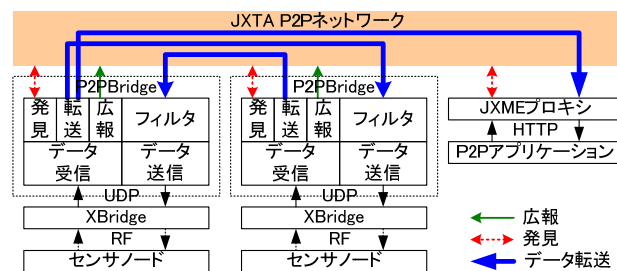 JXTA P2Pネットワーク
P2PBridge
発見
転送
広報
フィルタ
データ受信
データ送信
UDP
XBridge
RF
センサノード
P2PBridge
発見
転送
広報
フィルタ
データ受信
データ送信
UDP
XBridge
RF
センサノード
JXMEプロキシ
HTTP
P2Pアプリケーション
広報
発見
データ転送